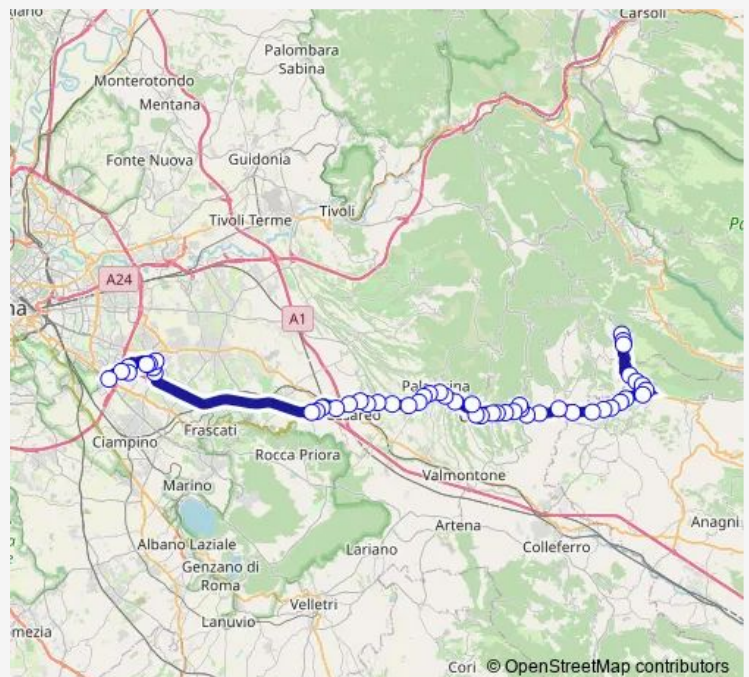 Carsoli
Palombara
Sabina
Monterotondo
Mentana
Fonte Nuova
Guidonia
Tivoli Terme
Tivoli
A24
A1
Ciampino
Frascati
Rocca Priora
Valmontone
Marino
Artena
Anagni
Albano Laziale
Lariano
Colleferro
Genzano di
Roma
Velletri
Lanuvio
Cori
© OpenStreetMap contributors